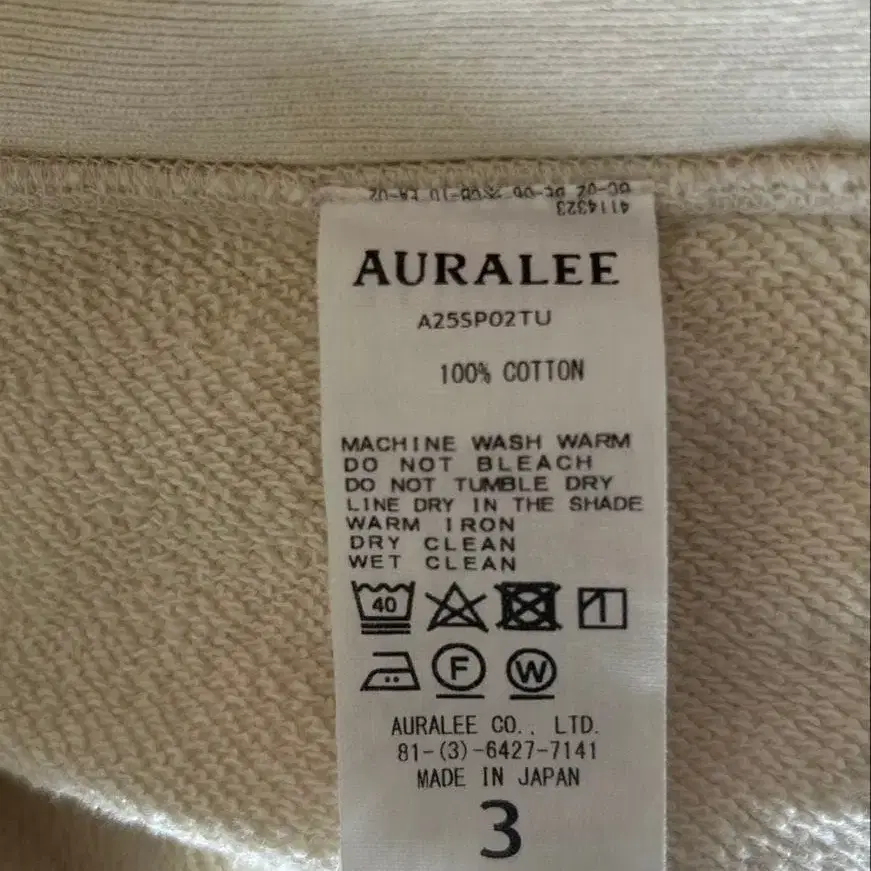 4114323
AURALEE
A25SP02TU
100% COTTON
MACHINE WASH WARM
DO NOT BLEACH
DO NOT TUMBLE DRY
LINE DRY IN THE SHADE
WARM IRON
DRY CLEAN
WET CLEAN
40
F W
AURALEE CO., LTD.
81-(3)-6427-7141
MADE IN JAPAN
3